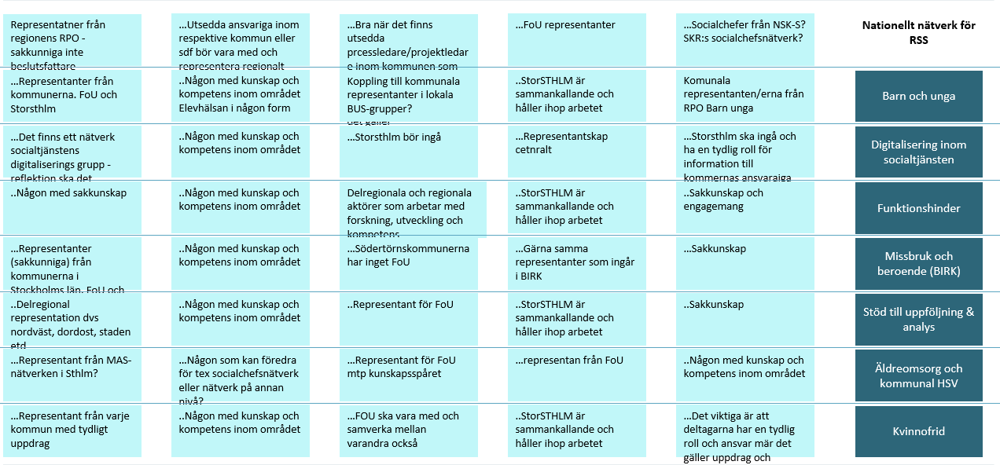 Representatner från
regionens RPO -
sakkunniga inte
beslutsfattare
...Utsedda ansvariga inom
respektive kommun eller
sdf bör vara med och
representera regionalt
...Bra när det finns
utsedda
prcessledare/projektledar
e inom kommunen som
...FoU representanter
...Socialchefer från NSK-S?
SKR:s socialchefsnätverk?
Nationellt nätverk för
RSS
...Representanter från
kommunerna. FoU och
Storsthlm
..Någon med kunskap och
kompetens inom området
Elevhälsan i någon form
Koppling till kommunala
representanter i lokala
BUS-grupper?
det gäller
..StorSTHLM är
sammankallande och
håller ihop arbetet
Komunala
representanten/erna från
RPO Barn unga
Barn och unga
...Det finns ett nätverk
socialtjänstens
digitaliserings grupp -
reflektion ska det
..Någon med kunskap och
kompetens inom området
...Storsthlm bör ingå
...Representantskap
cetnralt
...Storsthlm ska ingå och
ha en tydlig roll för
information till
kommernas ansvaraiga
Digitalisering inom
socialtjänsten
..Någon med sakkunskap
..Någon med kunskap och
kompetens inom området
Delregionala och regionala
aktörer som arbetar med
forskning, utveckling och
kompetens
..StorSTHLM är
sammankallande och
håller ihop arbetet
..Sakkunskap och
engagemang
Funktionshinder
...Representanter
(sakkunniga) från
kommunerna i
Stockholms län. FoU och
..Någon med kunskap och
kompetens inom området
...Södertörnskommunerna
har inget FoU
...Gärna samma
representanter som ingår
i BIRK
...Sakkunskap
Missbruk och
beroende (BIRK)
..Delregional
representation dvs
nordväst, dordost, staden
etd
..Någon med kunskap och
kompetens inom området
..Representant för FoU
..StorSTHLM är
sammankallande och
håller ihop arbetet
..Sakkunskap
Stöd till uppföljning &
analys
...Representant från MAS-
nätverken i Sthlm?
...Någon som kan föredra
för tex socialchefsnätverk
eller nätverk på annan
nivå?
...Representant för FoU
mtp kunskapsspåret
...representan från FoU
..Någon med kunskap och
kompetens inom området
Äldreomsorg och
kommunal HSV
...Representant från varje
kommun med tydligt
uppdrag
..Någon med kunskap och
kompetens inom området
...FOU ska vara med och
samverka mellan
varandra också
..StorSTHLM är
sammankallande och
håller ihop arbetet
...Det viktiga är att
deltagarna har en tydlig
roll och ansvar mär det
gäller uppdrag och
Kvinnofrid